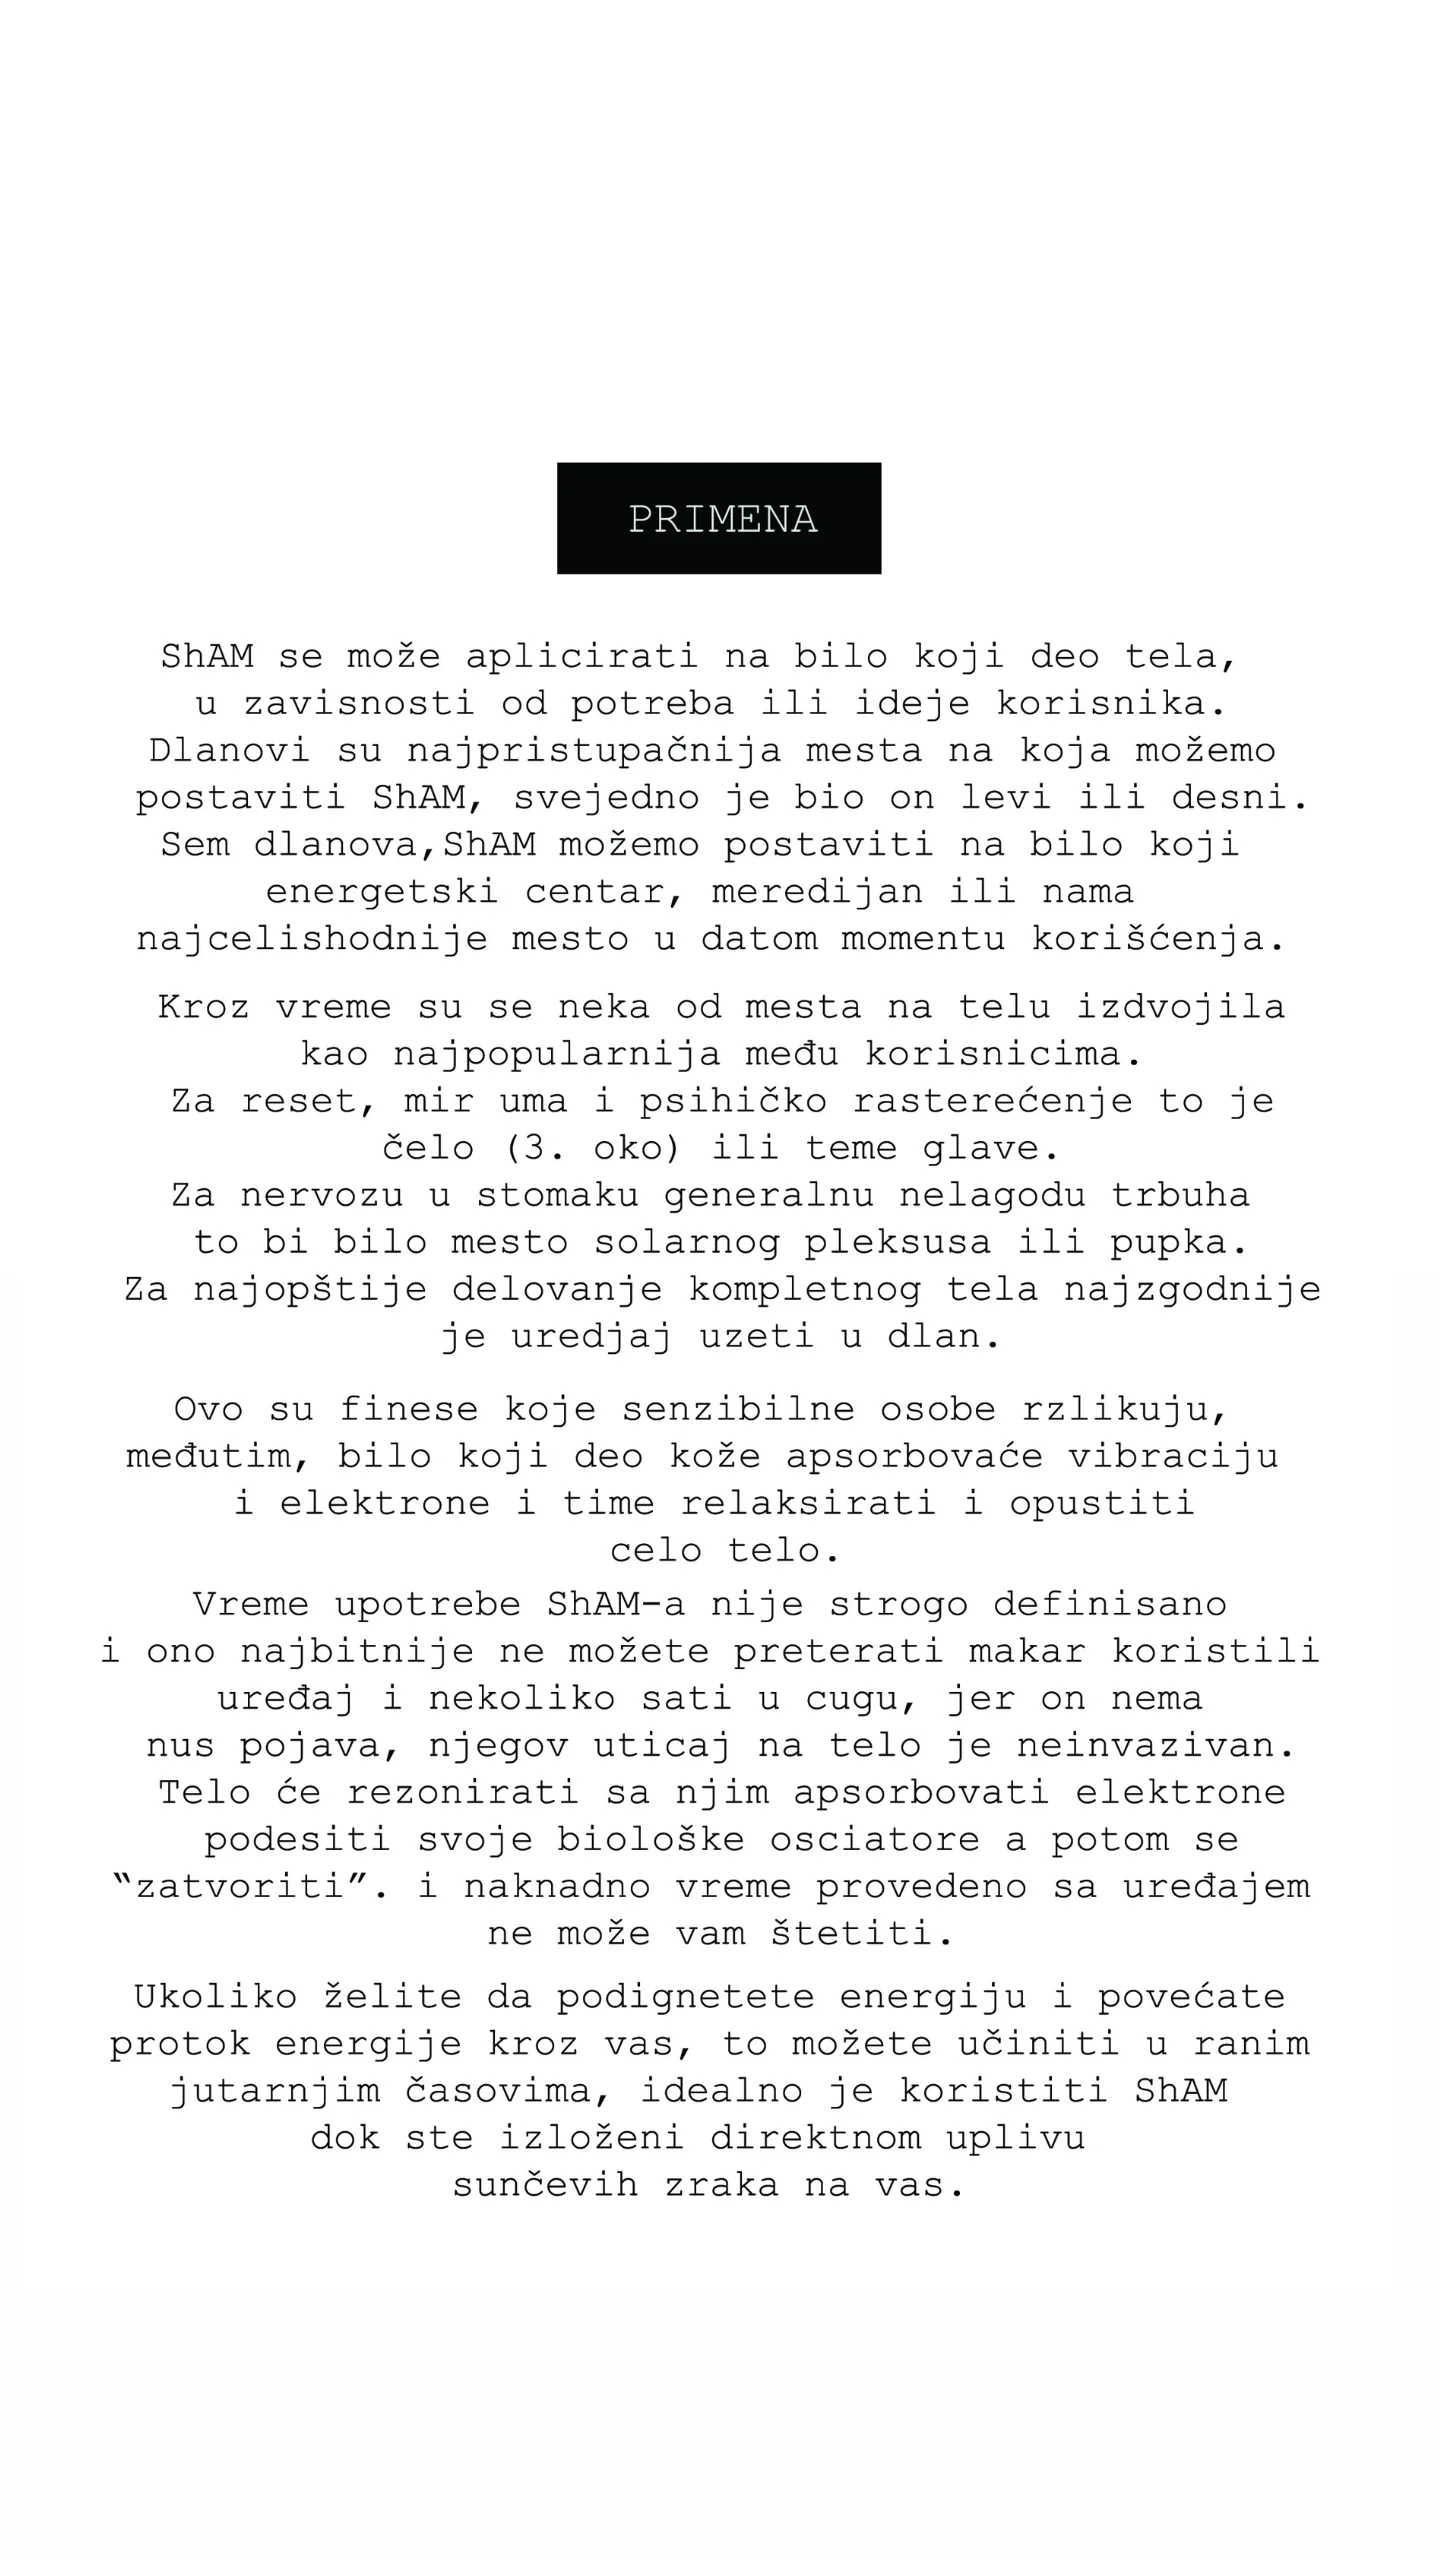 PRIMENA
ShAM se može aplicirati na bilo koji deo tela,
u zavisnosti od potreba ili ideje korisnika.
Dlanovi su najpristupačnija mesta na koja možemo
postaviti ShAM, svejedno je bio on levi ili desni.
Sem dlanova,ShAM možemo postaviti na bilo koji
energetski centar, meredijan ili nama
najcelishodnije mesto u datom momentu korišćenja.
Kroz vreme su se neka od mesta na telu izdvojila
kao najpopularnija među korisnicima.
Za reset, mir uma i psihičko rasterećenje to je
čelo (3. oko) ili teme glave.
Za nervozu u stomaku generalnu nelagodu trbuha
to bi bilo mesto solarnog pleksusa ili pupka.
Za najopštije delovanje kompletnog tela najzgodnije
je uredjaj uzeti u dlan.
Ovo su finese koje senzibilne osobe rzlikuju,
međutim, bilo koji deo kože apsorbovaće vibraciju
i elektrone i time relaksirati i opustiti
celo telo.
Vreme upotrebe ShAM-a nije strogo definisano
i ono najbitnije ne možete preterati makar koristili
uređaj i nekoliko sati u cugu, jer on nema
nus pojava, njegov uticaj na telo je neinvazivan.
Telo će rezonirati sa njim apsorbovati elektrone
podesiti svoje biološke osciatore a potom se
“zatvoriti”. i naknadno vreme provedeno sa uređajem
ne može vam štetiti.
Ukoliko želite da podignetete energiju i povećate
protok energije kroz vas, to možete učiniti u ranim
jutarnjim časovima, idealno je koristiti ShAM
dok ste izloženi direktnom uplivu
sunčevih zraka na vas.